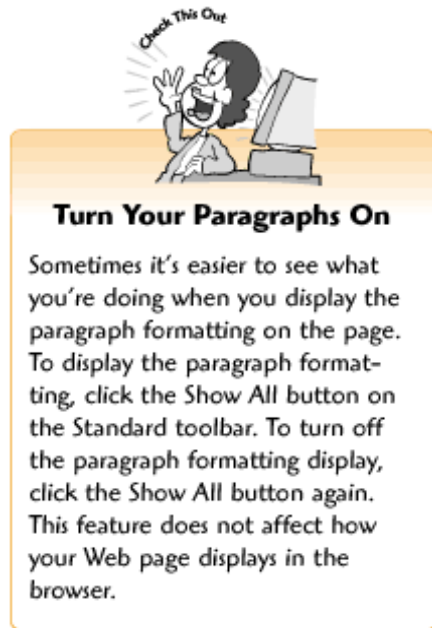 Check This Out
Turn Your Paragraphs On
Sometimes it's easier to see what
you're doing when you display the
paragraph formatting on the page.
To display the paragraph format-
ting, click the Show All button on
the Standard toolbar. To turn off
the paragraph formatting display,
click the Show All button again.
This feature does not affect how
your Web page displays in the
browser.